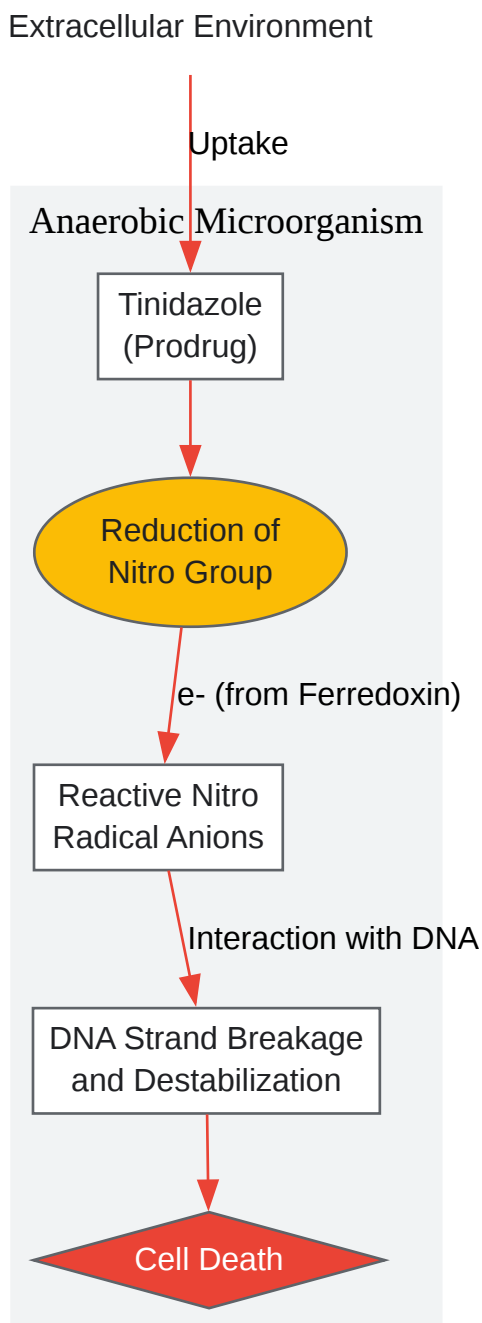 Extracellular Environment
Uptake
Anaerobic Microorganism
Tinidazole
(Prodrug)
Reduction of
Nitro Group
e- (from Ferredoxin)
Reactive Nitro
Radical Anions
Interaction with DNA
DNA Strand Breakage
and Destabilization
Cell Death